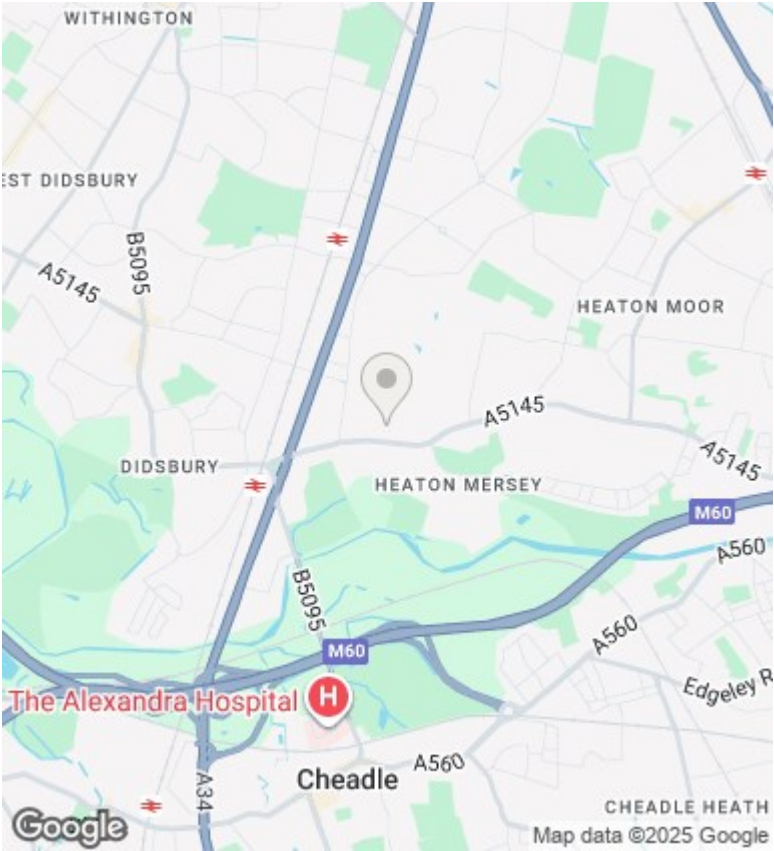 WITHINGTON
EST DIDSBURY
B5095
A5145
HEATON MOOR
A5145
A5145
DIDSBURY
HEATON MERSEY
M60
A560
B5095
A560
M60
Edgeley R
The Alexandra Hospital
H
A560
Cheadle
A34
CHEADLE HEATH
Google
Map data ©2025 Google